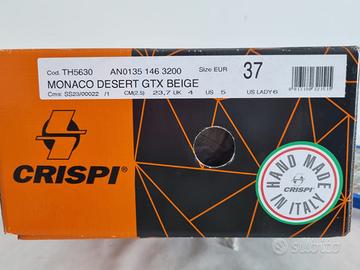 Cod. TH5630 AN0135 146 3200 Size EUR 37
MONACO DESERT GTX BEIGE
Cms: SS23/00022 /1 CM(2.5) 23,7 UK 4 US 5 US LADY 6
CRISPI®
HAND MADE
CRISPI®
IN ITALY
Subito